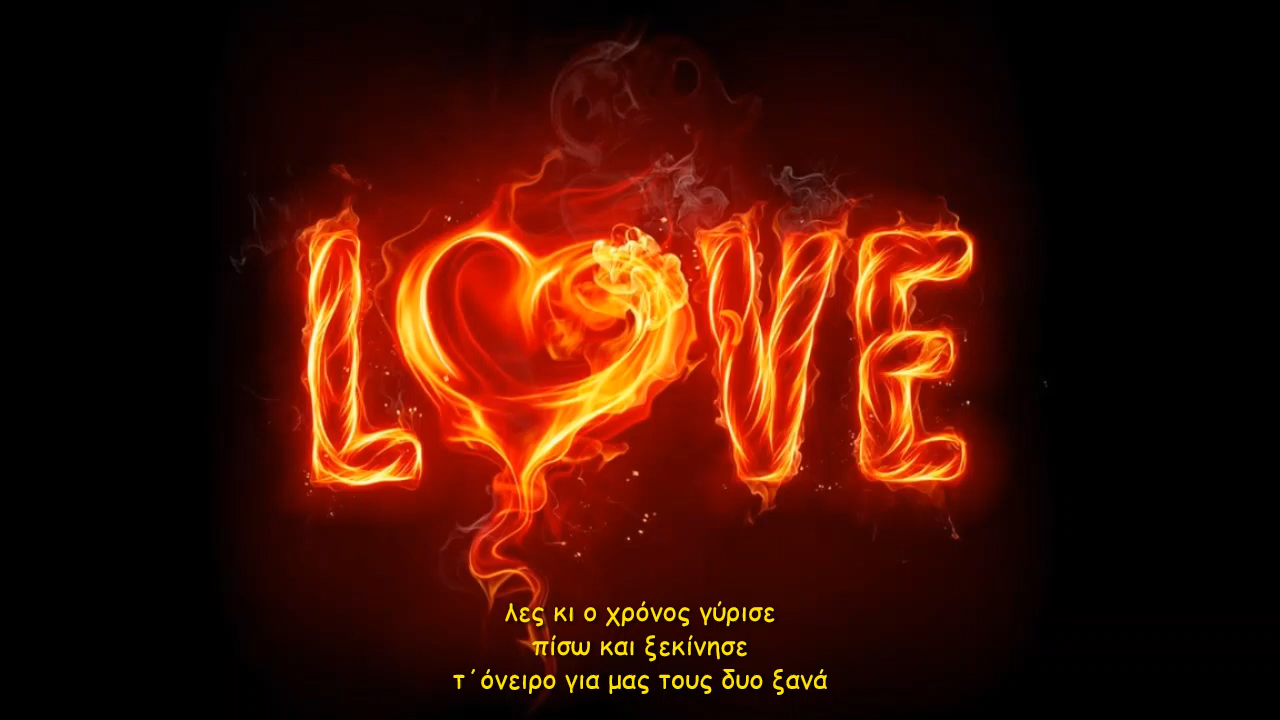 LOVE
λες κι ο χρόνος γύρισε
πίσω και ξεκίνησε
τ΄όνειρο για μας τους δυο ξανά